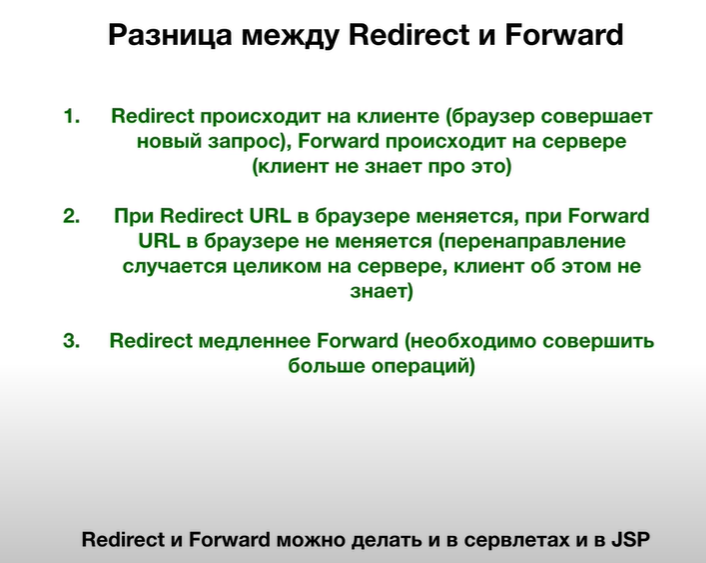 Разница между Redirect и Forward
1. Redirect происходит на клиенте (браузер совершает
новый запрос), Forward происходит на сервере
(клиент не знает про это)
2. При Redirect URL в браузере меняется, при Forward
URL в браузере не меняется (перенаправление
случается целиком на сервере, клиент об этом не
знает)
3. Redirect медленнее Forward (необходимо совершить
больше операций)
Redirect и Forward можно делать и в сервлетах и в JSP